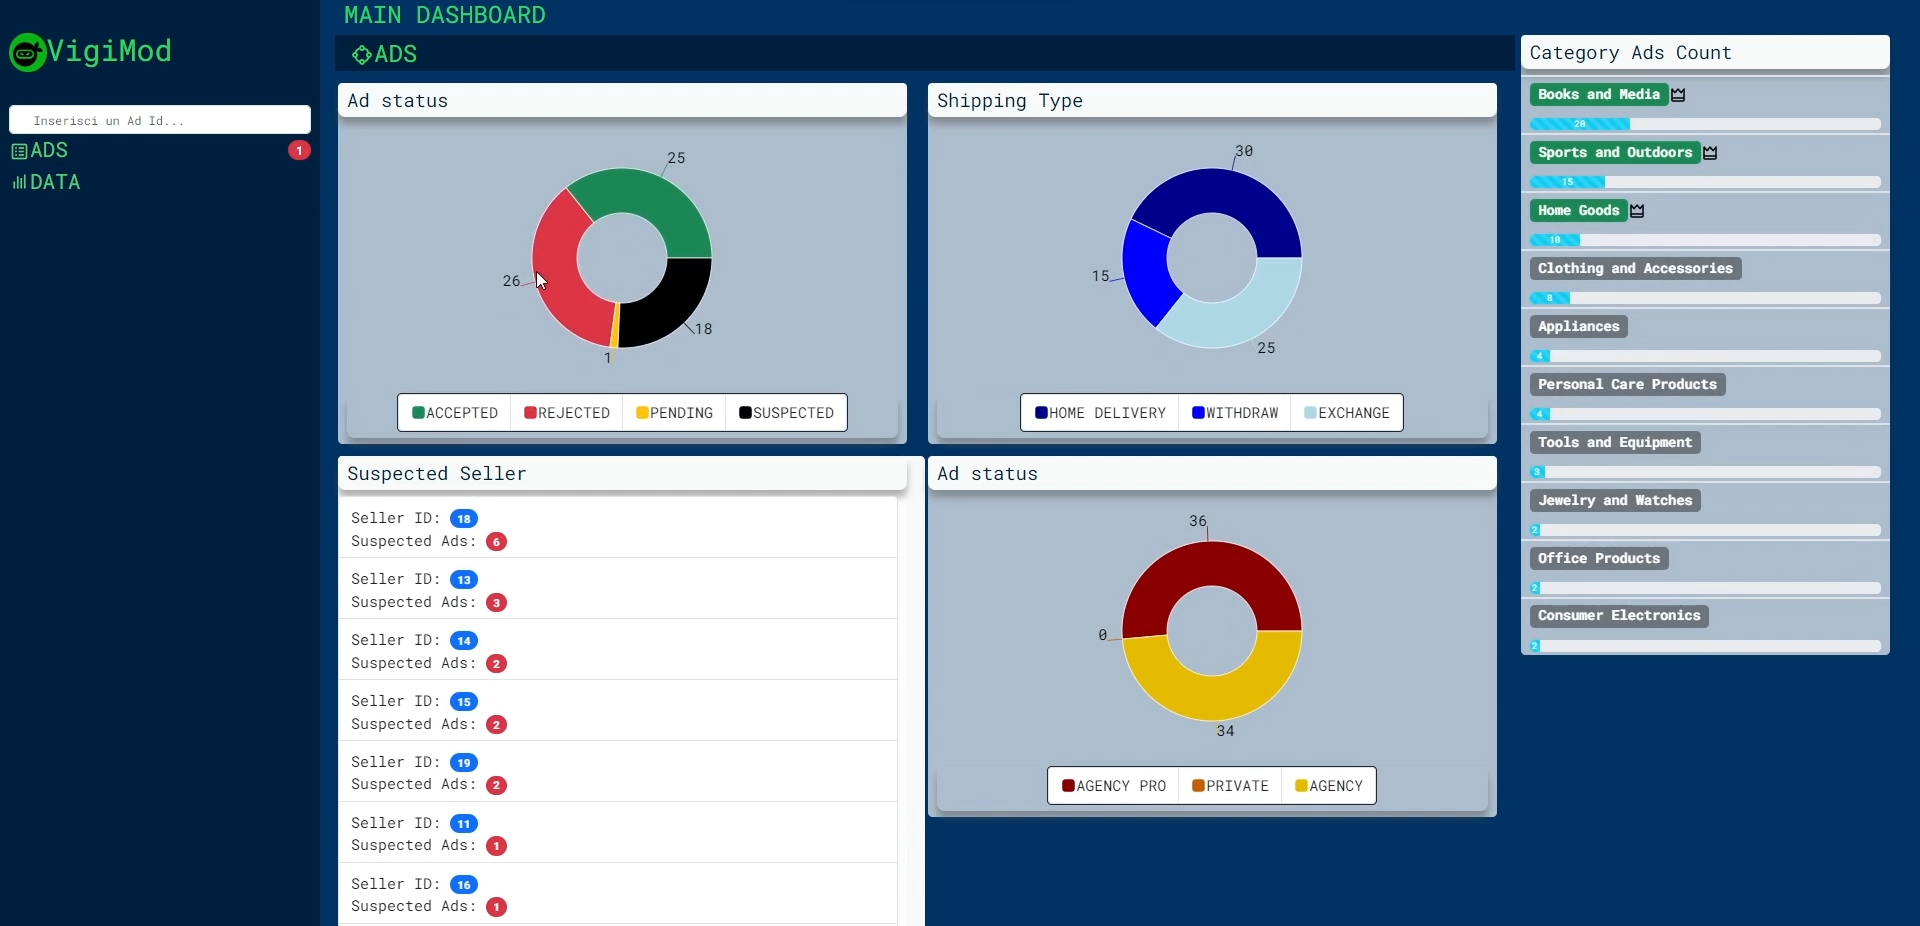 VigiMod
Inserisci un Ad Id...
ADS 1
DATA
MAIN DASHBOARD
ADS
Ad status
25
26
18
1
ACCEPTED REJECTED PENDING SUSPECTED
Shipping Type
30
15
25
HOME DELIVERY WITHDRAW EXCHANGE
Suspected Seller
Seller ID: 18
Suspected Ads: 6
Seller ID: 13
Suspected Ads: 3
Seller ID: 14
Suspected Ads: 2
Seller ID: 15
Suspected Ads: 2
Seller ID: 19
Suspected Ads: 2
Seller ID: 11
Suspected Ads: 1
Seller ID: 16
Suspected Ads: 1
Ad status
36
0
34
AGENCY PRO PRIVATE AGENCY
Category Ads Count
Books and Media
20
Sports and Outdoors
15
Home Goods
10
Clothing and Accessories
8
Appliances
4
Personal Care Products
4
Tools and Equipment
3
Jewelry and Watches
2
Office Products
2
Consumer Electronics
2